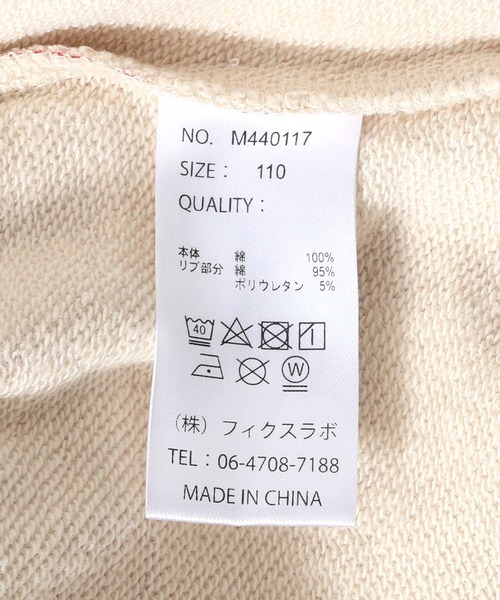 NO. M440117
SIZE : 110
QUALITY :
本体 綿 100%
リブ部分 綿 95%
ポリウレタン 5%
40
W
(株) フィクスラボ
TEL : 06-4708-7188
MADE IN CHINA